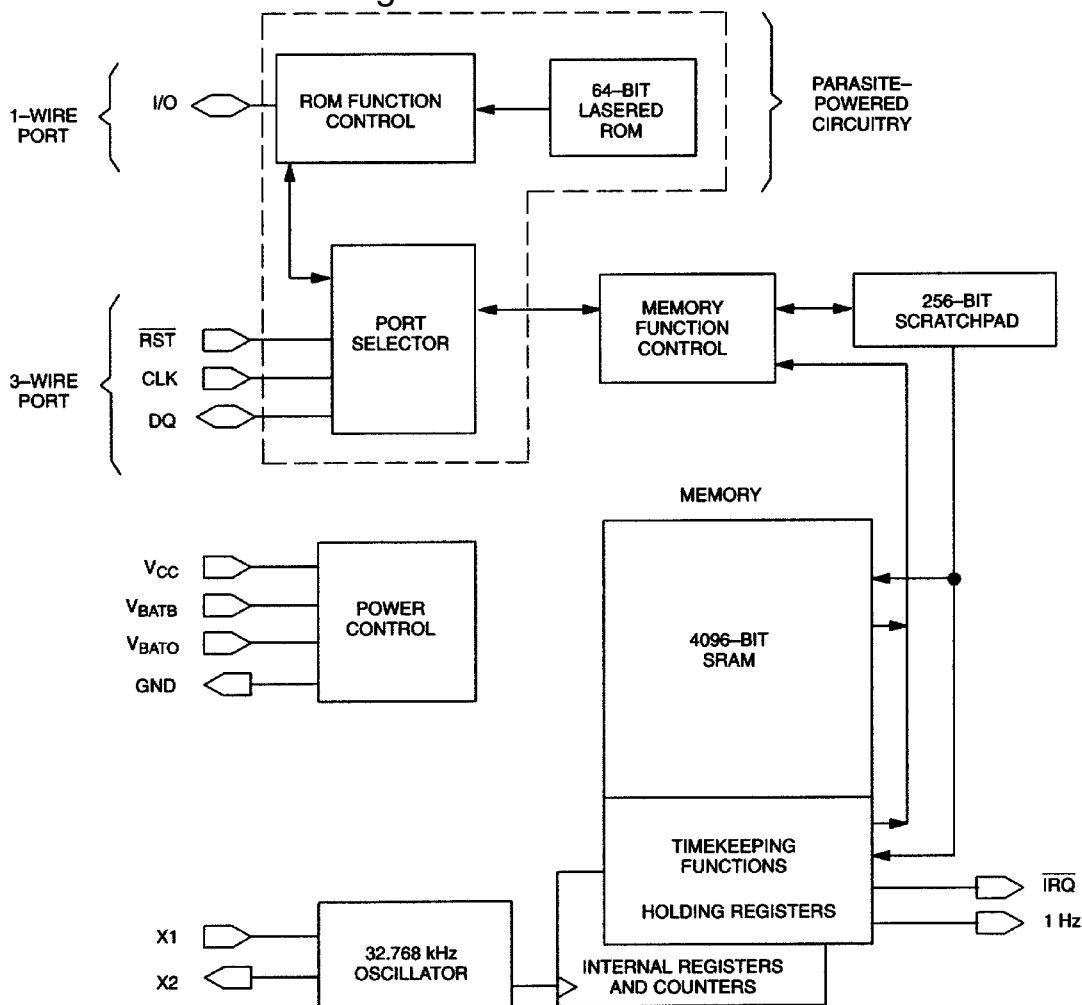 1–WIRE
PORT
I/O
ROM FUNCTION
CONTROL
64–BIT
LASERED
ROM
PARASITE–
POWERED
CIRCUITRY
3–WIRE
PORT
RST
CLK
DQ
PORT
SELECTOR
MEMORY
FUNCTION
CONTROL
256–BIT
SCRATCHPAD
MEMORY
VCC
VBATB
VBATO
GND
POWER
CONTROL
4096–BIT
SRAM
TIMEKEEPING
FUNCTIONS
HOLDING REGISTERS
IRQ
1 Hz
X1
X2
32.768 kHz
OSCILLATOR
INTERNAL REGISTERS
AND COUNTERS